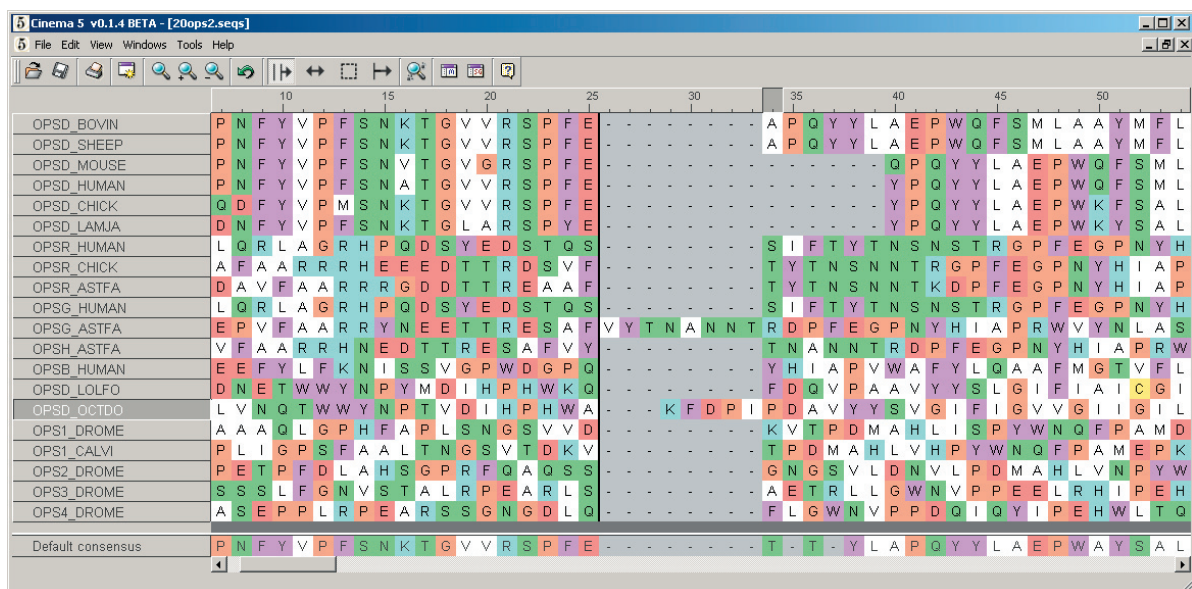 5 Cinema 5 v0.1.4 BETA - [20ops2.seqs]
5 File Edit View Windows Tools Help
10 15 20 25 30 35 40 45 50
OPSD_BOVIN P N F Y V P F S N K T G V V R S P F E - - - - - - - - A P Q Y Y L A E P W Q F S M L A A Y M F L
OPSD_SHEEP P N F Y V P F S N K T G V V R S P F E - - - - - - - - A P Q Y Y L A E P W Q F S M L A A Y M F L
OPSD_MOUSE P N F Y V P F S N V T G V G R S P F E - - - - - - - - - - - - - - Q P Q Y Y L A E P W Q F S M L
OPSD_HUMAN P N F Y V P F S N A T G V V R S P F E - - - - - - - - - - - - - - Y P Q Y Y L A E P W Q F S M L
OPSD_CHICK Q D F Y V P M S N K T G V V R S P F E - - - - - - - - - - - - - - Y P Q Y Y L A E P W K F S A L
OPSD_LAMJA D N F Y V P F S N K T G L A R S P Y E - - - - - - - - - - - - - - Y P Q Y Y L A E P W K Y S A L
OPSR_HUMAN L Q R L A G R H P Q D S Y E D S T Q S - - - - - - - - S I F T Y T N S N S T R G P F E G P N Y H
OPSR_CHICK A F A A R R R H E E E D T T R D S V F - - - - - - - - T Y T N S N N T R G P F E G P N Y H I A P
OPSR_ASTFA D A V F A A R R R G D D T T R E A A F - - - - - - - - T Y T N S N N T K D P F E G P N Y H I A P
OPSG_HUMAN L Q R L A G R H P Q D S Y E D S T Q S - - - - - - - - S I F T Y T N S N S T R G P F E G P N Y H
OPSG_ASTFA E P V F A A R R Y N E E T T R E S A F V Y T N A N N T R D P F E G P N Y H I A P R W V Y N L A S
OPSH_ASTFA V F A A R R H N E D T T R E S A F V Y - - - - - - - - T N A N N T R D P F E G P N Y H I A P R W
OPSB_HUMAN E E F Y L F K N I S S V G P W D G P Q - - - - - - - - Y H I A P V W A F Y L Q A A F M G T V F L
OPSD_LOLFO D N E T W W Y N P Y M D I H P H W K Q - - - - - - - - F D Q V P A A V Y Y S L G I F I A I C G I
OPSD_OCTDO L V N Q T W W Y N P T V D I H P H W A - - - K F D P I P D A V Y Y S V G I F I G V V G I I G I L
OPS1_DROME A A A Q L G P H F A P L S N G S V V D - - - - - - - - K V T P D M A H L I S P Y W N Q F P A M D
OPS1_CALVI P L I G P S F A A L T N G S V T D K V - - - - - - - - T P D M A H L V H P Y W N Q F P A M E P K
OPS2_DROME P E T P F D L A H S G P R F Q A Q S S - - - - - - - - G N G S V L D N V L P D M A H L V N P Y W
OPS3_DROME S S S L F G N V S T A L R P E A R L S - - - - - - - - A E T R L L G W N V P P E E L R H I P E H
OPS4_DROME A S E P P L R P E A R S S G N G D L Q - - - - - - - - F L G W N V P P D Q I Q Y I P E H W L T Q
Default consensus P N F Y V P F S N K T G V V R S P F E - - - - - - - - T - T - Y L A P Q Y Y L A E P W A Y S A L